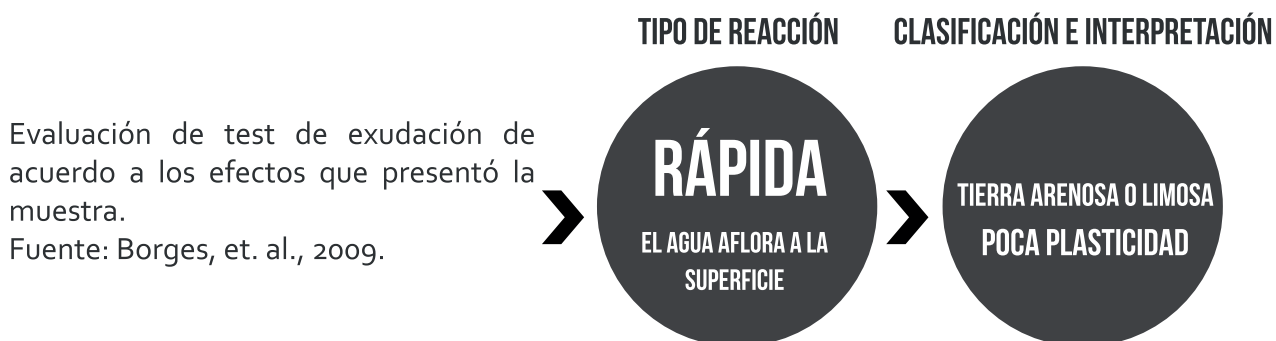 Evaluación de test de exudación de
acuerdo a los efectos que presentó la
muestra.
Fuente: Borges, et. al., 2009.
TIPO DE REACCIÓN
RÁPIDA
EL AGUA AFLORA A LA
SUPERFICIE
CLASIFICACIÓN E INTERPRETACIÓN
TIERRA ARENOSA O LIMOSA
POCA PLASTICIDAD